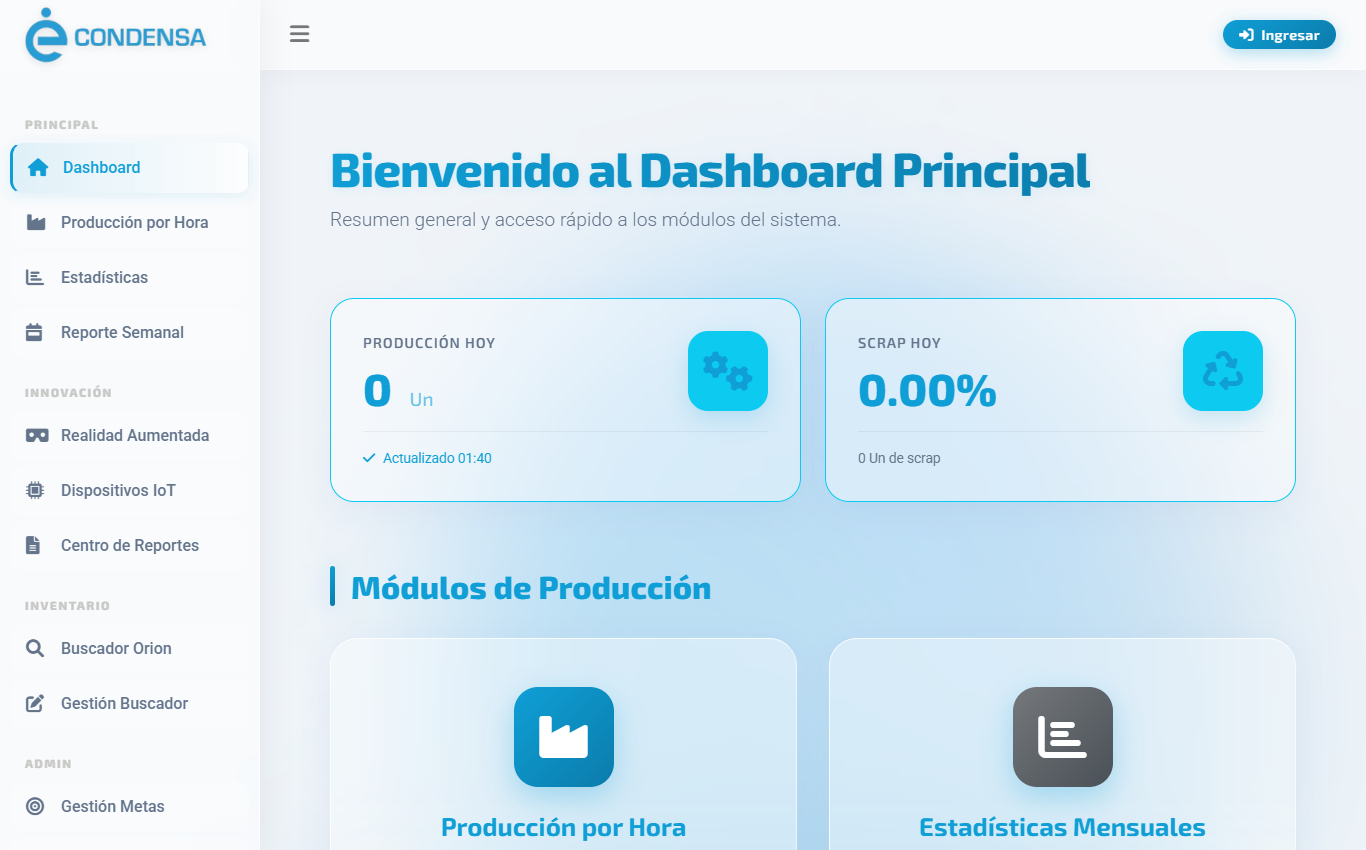 CONDENSA
Ingresar
PRINCIPAL
Dashboard
Producción por Hora
Estadísticas
Reporte Semanal
INNOVACIÓN
Realidad Aumentada
Dispositivos IoT
Centro de Reportes
INVENTARIO
Buscador Orion
Gestión Buscador
ADMIN
Gestión Metas
Bienvenido al Dashboard Principal
Resumen general y acceso rápido a los módulos del sistema.
PRODUCCIÓN HOY
0 Un
Actualizado 01:40
SCRAP HOY
0.00%
0 Un de scrap
Módulos de Producción
Producción por Hora
Estadísticas Mensuales